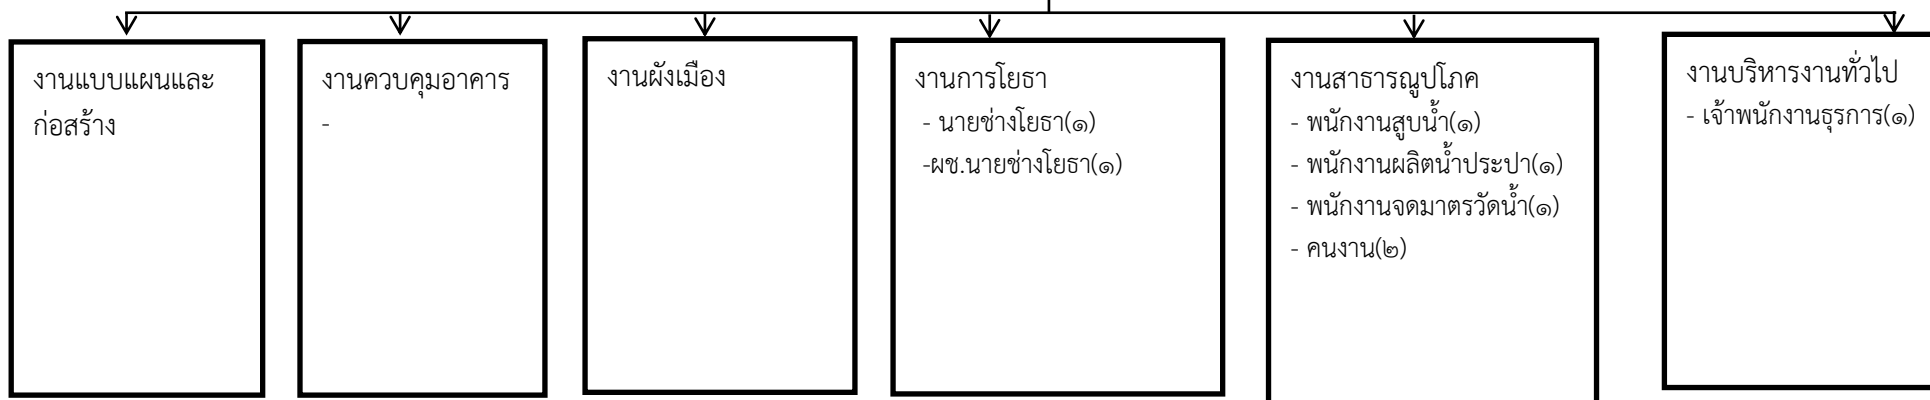 งานแบบแผนและ
ก่อสร้าง
งานควบคุมอาคาร
-
งานผังเมือง
งานการโยธา
- นายช่างโยธา(๑)
-ผช.นายช่างโยธา(๑)
งานสาธารณูปโภค
- พนักงานสูบน้ำ(๑)
- พนักงานผลิตน้ำประปา(๑)
- พนักงานจดมาตรวัดน้ำ(๑)
- คนงาน(๒)
งานบริหารงานทั่วไป
- เจ้าพนักงานธุรการ(๑)